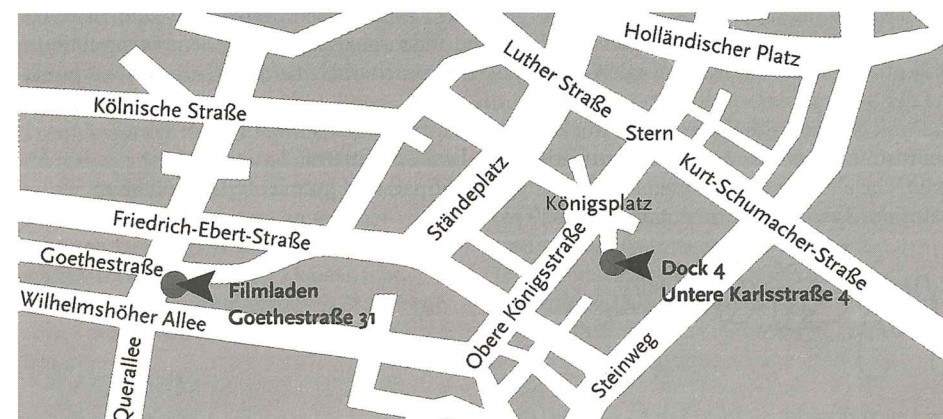 Holländischer Platz
Luther Straße
Kölnische Straße
Stern
Kurt-Schumacher-Straße
Ständeplatz
Königsplatz
Friedrich-Ebert-Straße
Goethestraße
Dock 4
Untere Karlsstraße 4
Filmladen
Goethestraße 31
Wilhelmshöher Allee
Obere Königsstraße
Steinweg
Querallee